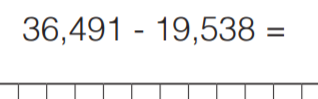 36,491 - 19,538 =